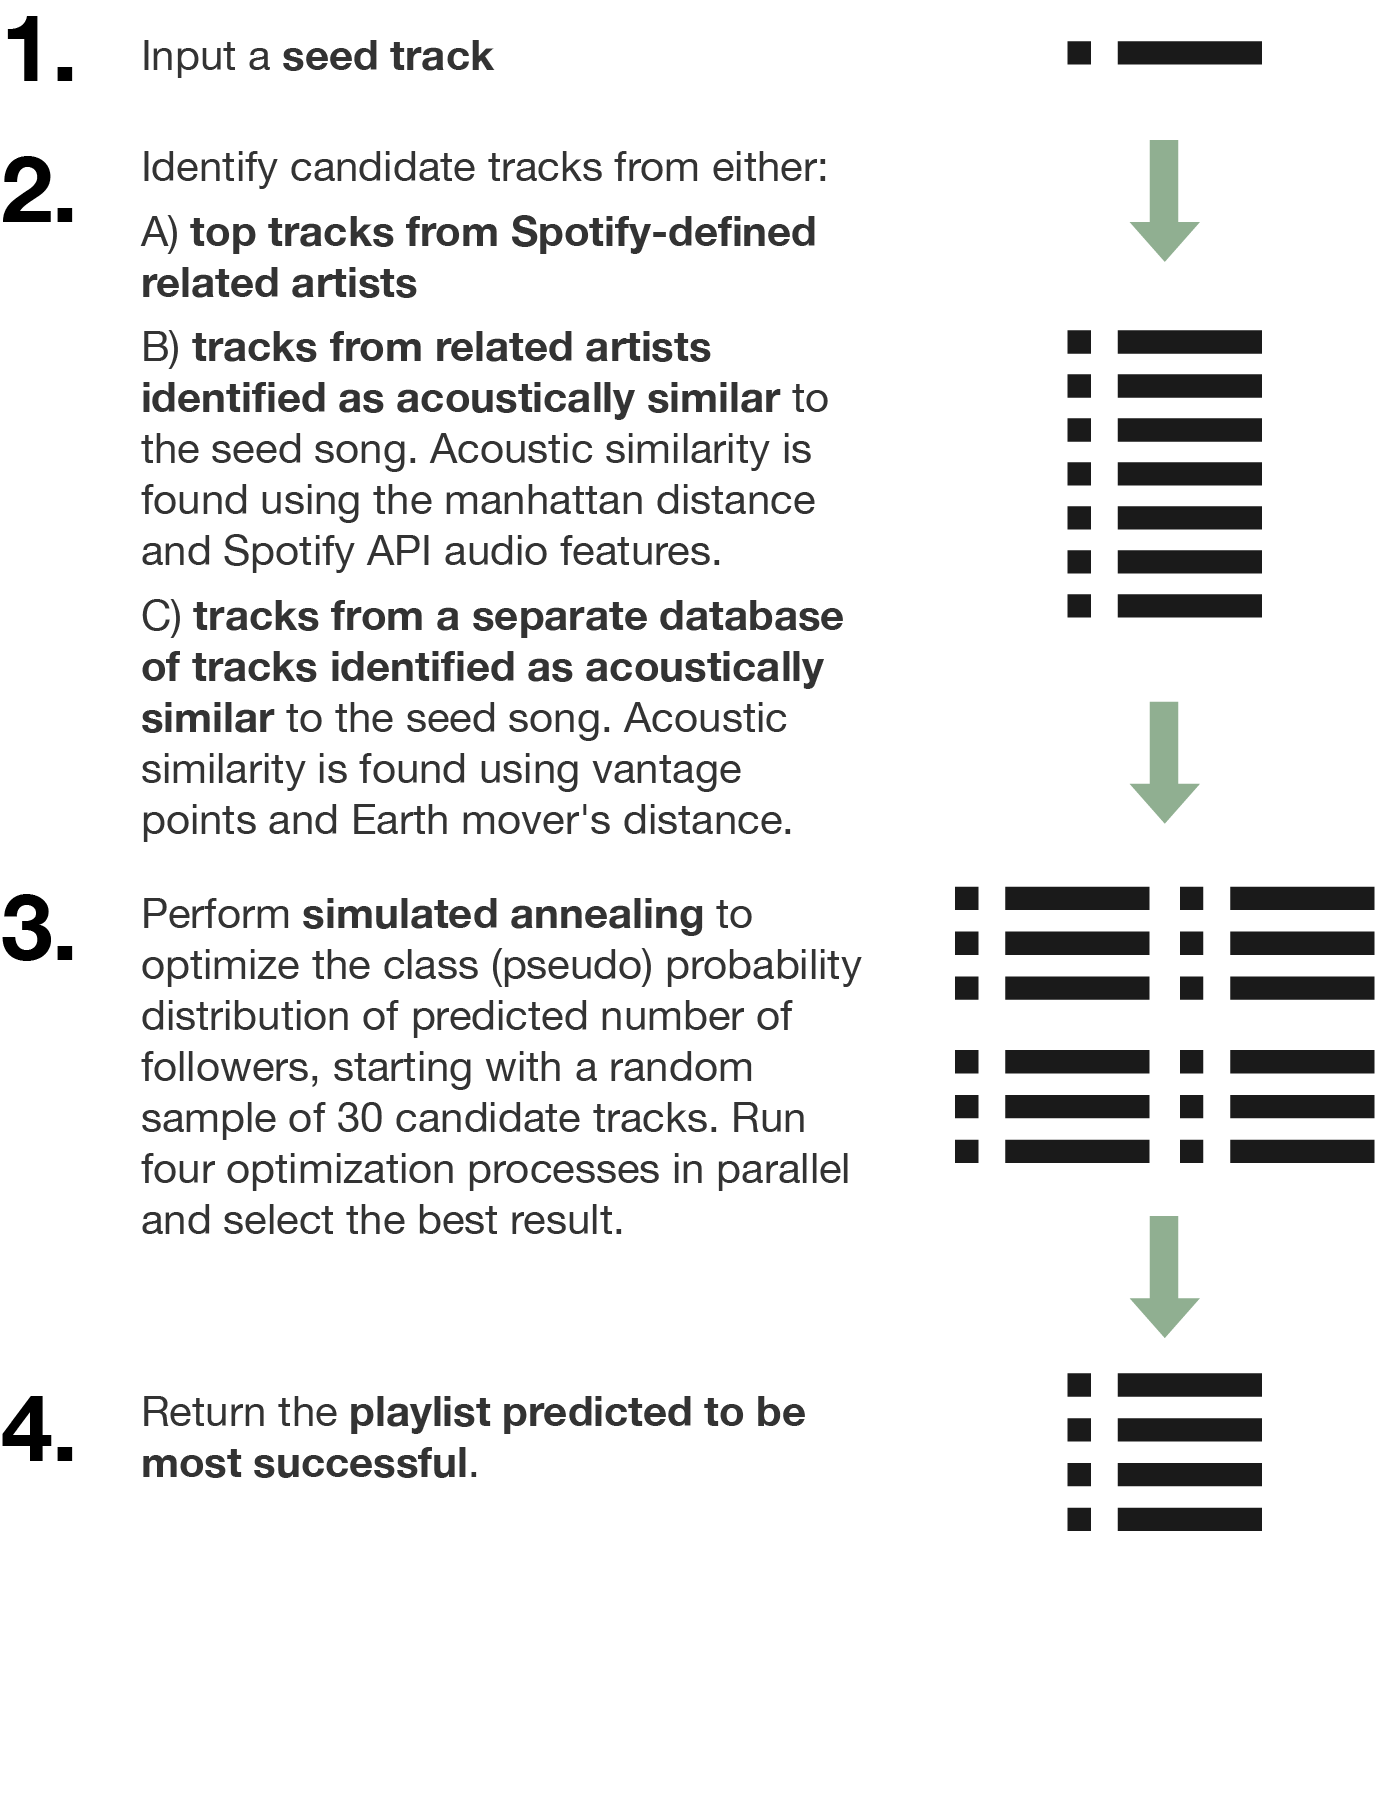 1. Input a seed track
2. Identify candidate tracks from either:
A) top tracks from Spotify-defined
related artists
B) tracks from related artists
identified as acoustically similar to
the seed song. Acoustic similarity is
found using the manhattan distance
and Spotify API audio features.
C) tracks from a separate database
of tracks identified as acoustically
similar to the seed song. Acoustic
similarity is found using vantage
points and Earth mover's distance.
3. Perform simulated annealing to
optimize the class (pseudo) probability
distribution of predicted number of
followers, starting with a random
sample of 30 candidate tracks. Run
four optimization processes in parallel
and select the best result.
4. Return the playlist predicted to be
most successful.